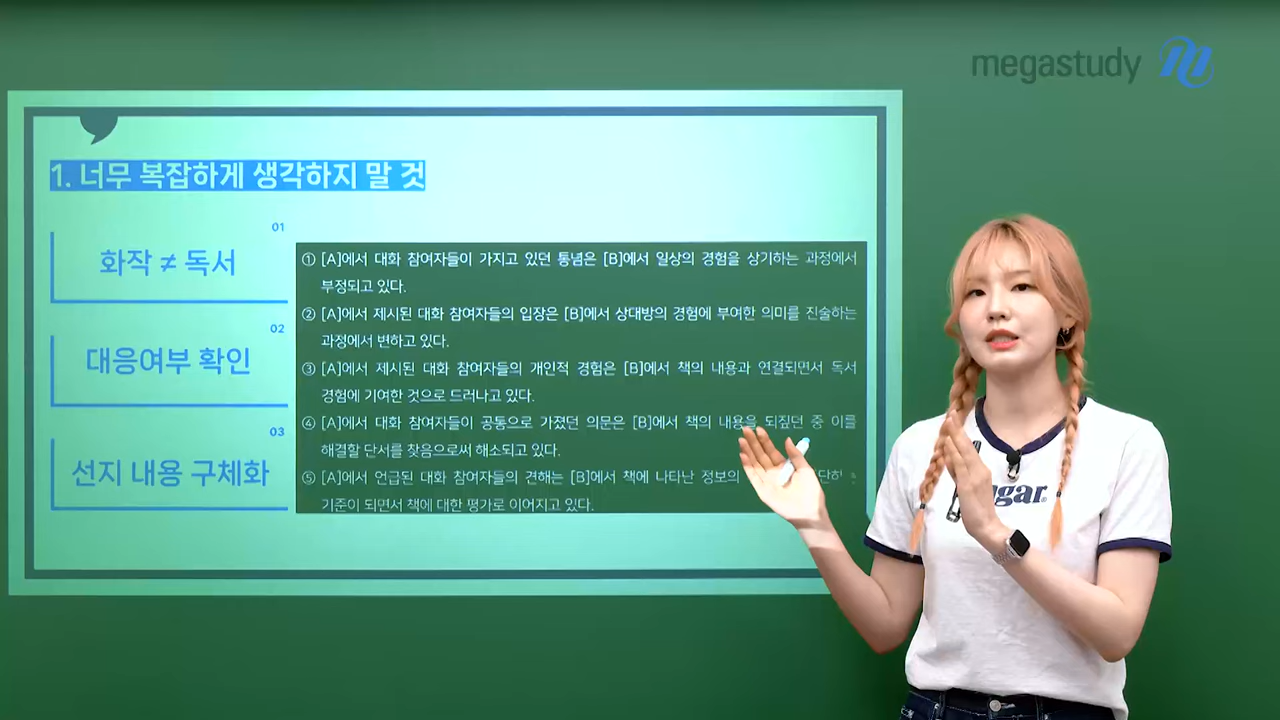 megastudy
1. 너무 복잡하게 생각하지 말 것
01
화작 ≠ 독서
02
대응여부 확인
03
선지 내용 구체화
① [A]에서 대화 참여자들이 가지고 있던 통념은 [B]에서 일상의 경험을 상기하는 과정에서
부정되고 있다.
② [A]에서 제시된 대화 참여자들의 입장은 [B]에서 상대방의 경험에 부여한 의미를 진술하는
과정에서 변하고 있다.
③ [A]에서 제시된 대화 참여자들의 개인적 경험은 [B]에서 책의 내용과 연결되면서 독서
경험에 기여한 것으로 드러나고 있다.
④ [A]에서 대화 참여자들이 공통으로 가졌던 의문은 [B]에서 책의 내용을 되짚던 중 이를
해결할 단서를 찾음으로써 해소되고 있다.
⑤ [A]에서 언급된 대화 참여자들의 견해는 [B]에서 책에 나타난 정보의
기준이 되면서 책에 대한 평가로 이어지고 있다.
gar.